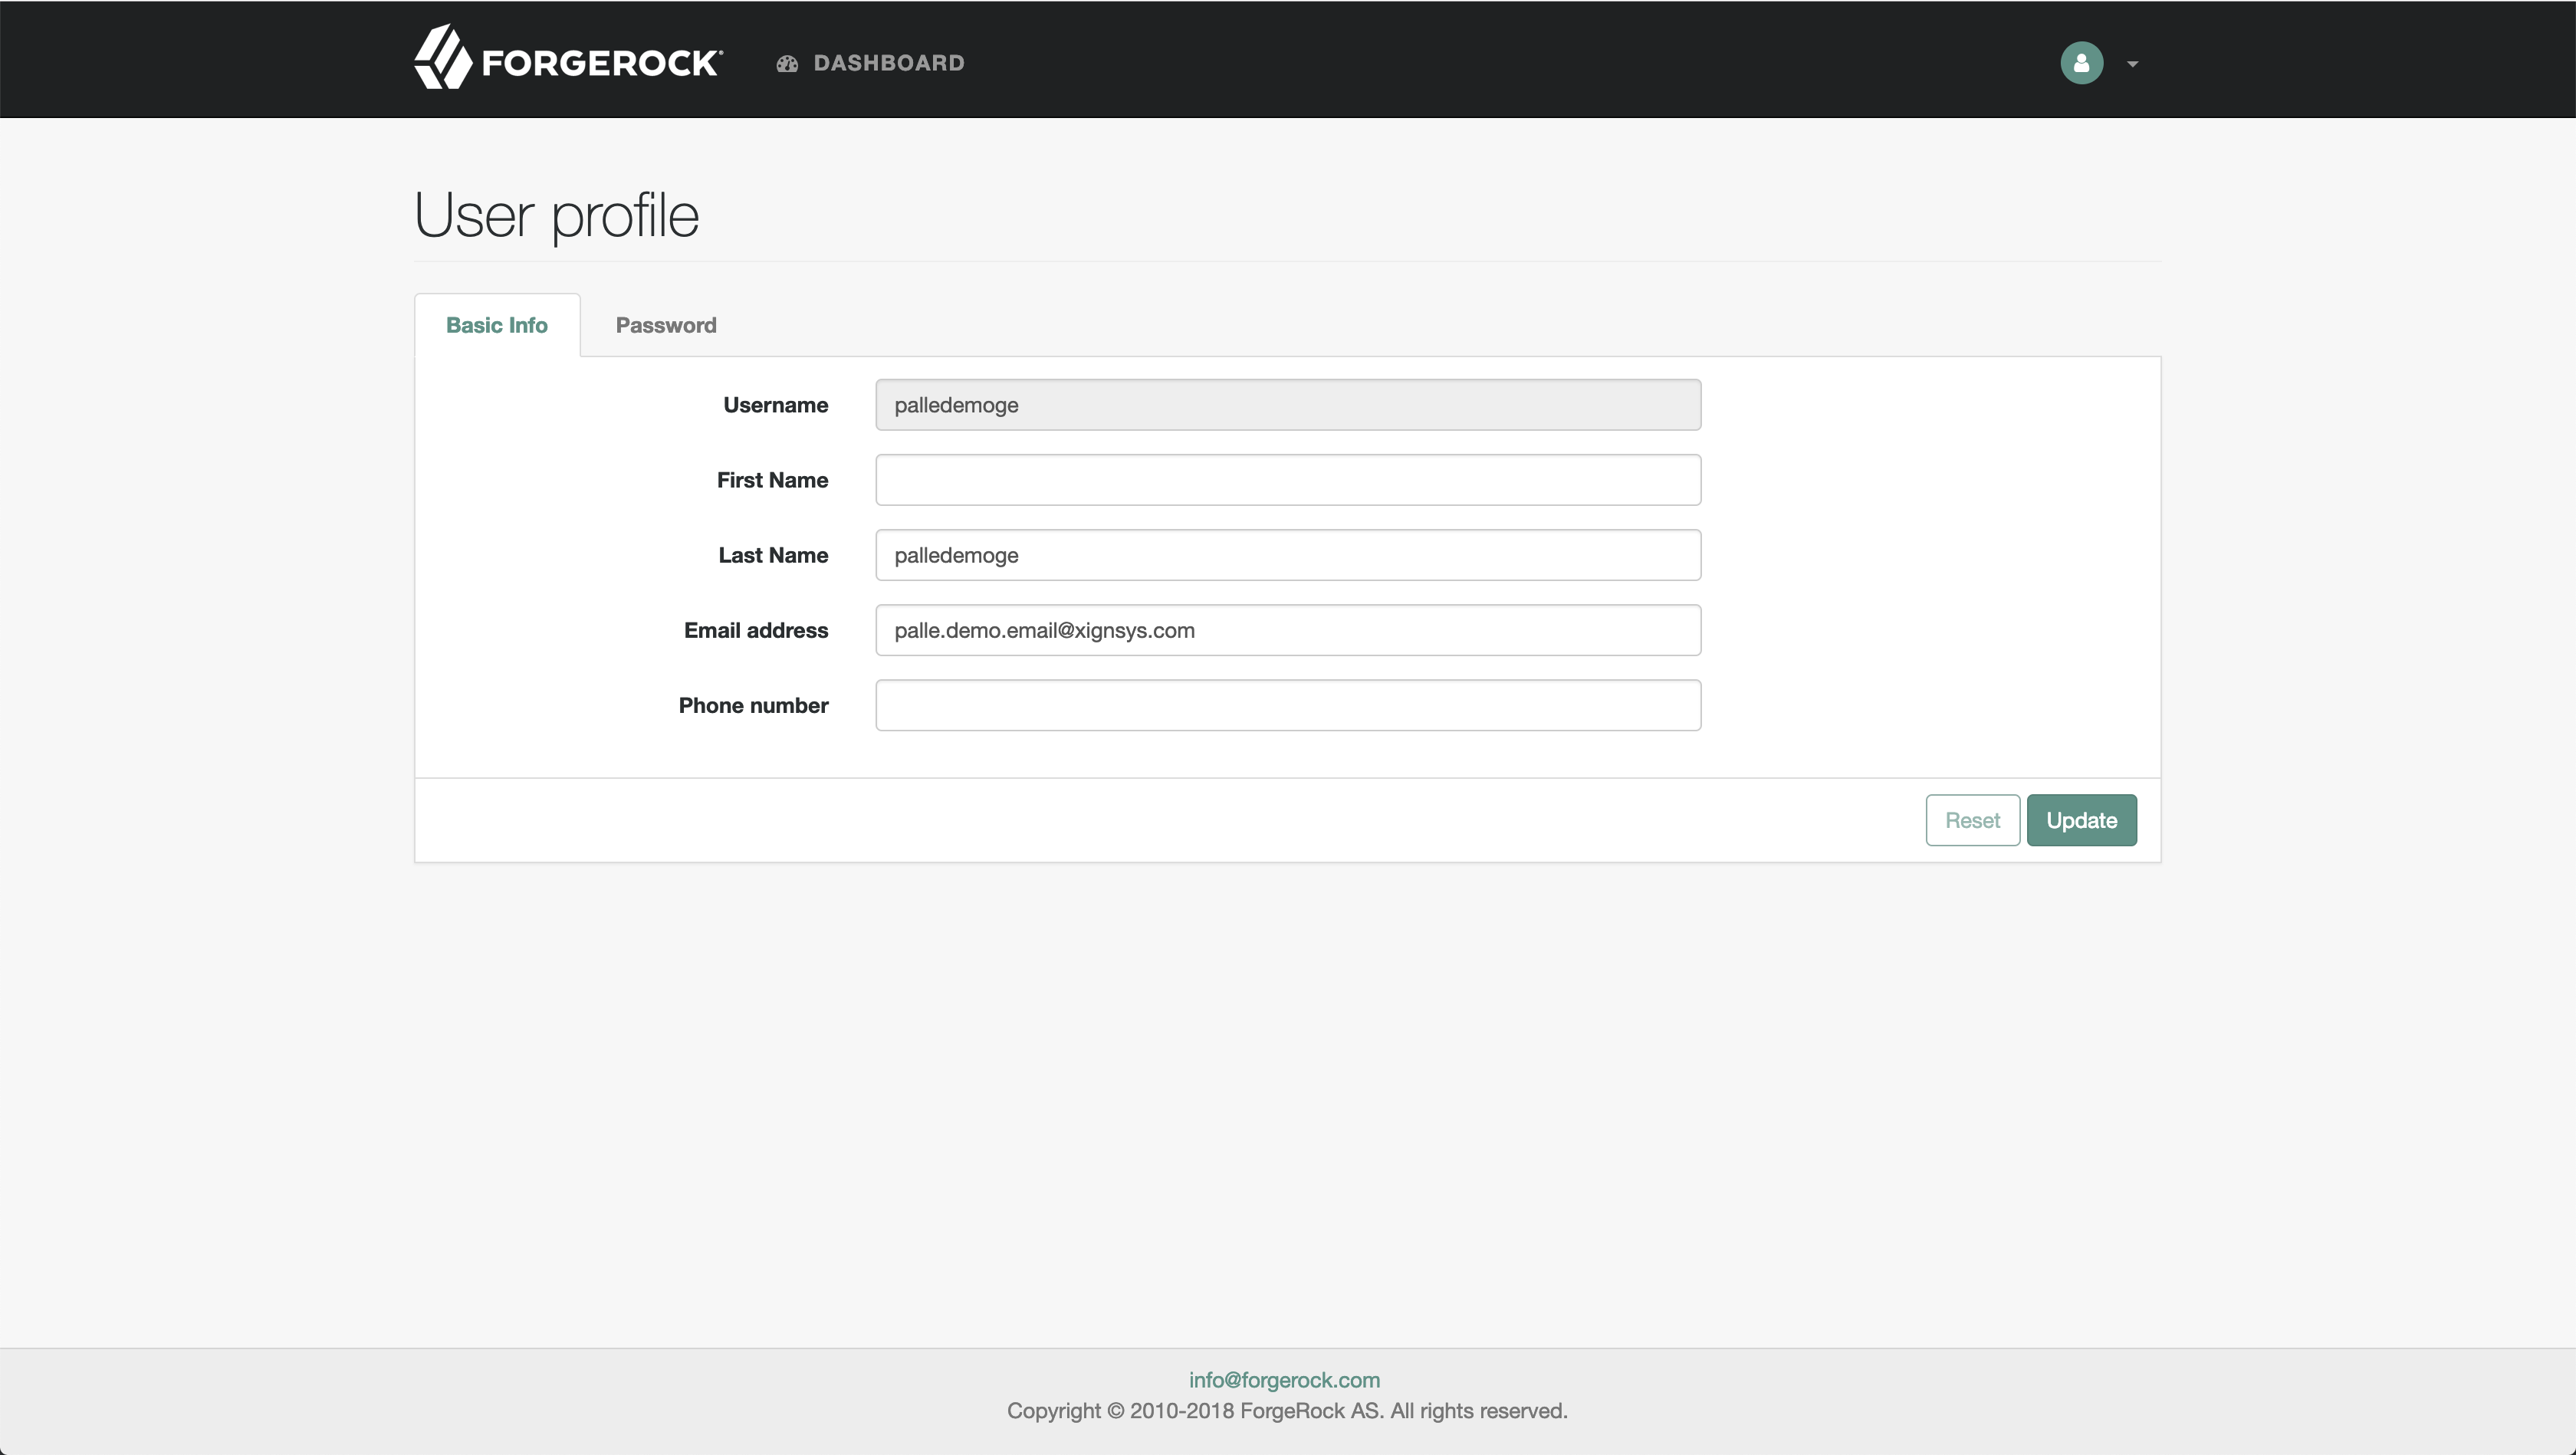 FORGEROCK
DASHBOARD
User profile
Basic Info
Password
Username
palledemoge
First Name
Last Name
palledemoge
Email address
palle.demo.email@xignsys.com
Phone number
Reset
Update
info@forgerock.com
Copyright © 2010-2018 ForgeRock AS. All rights reserved.